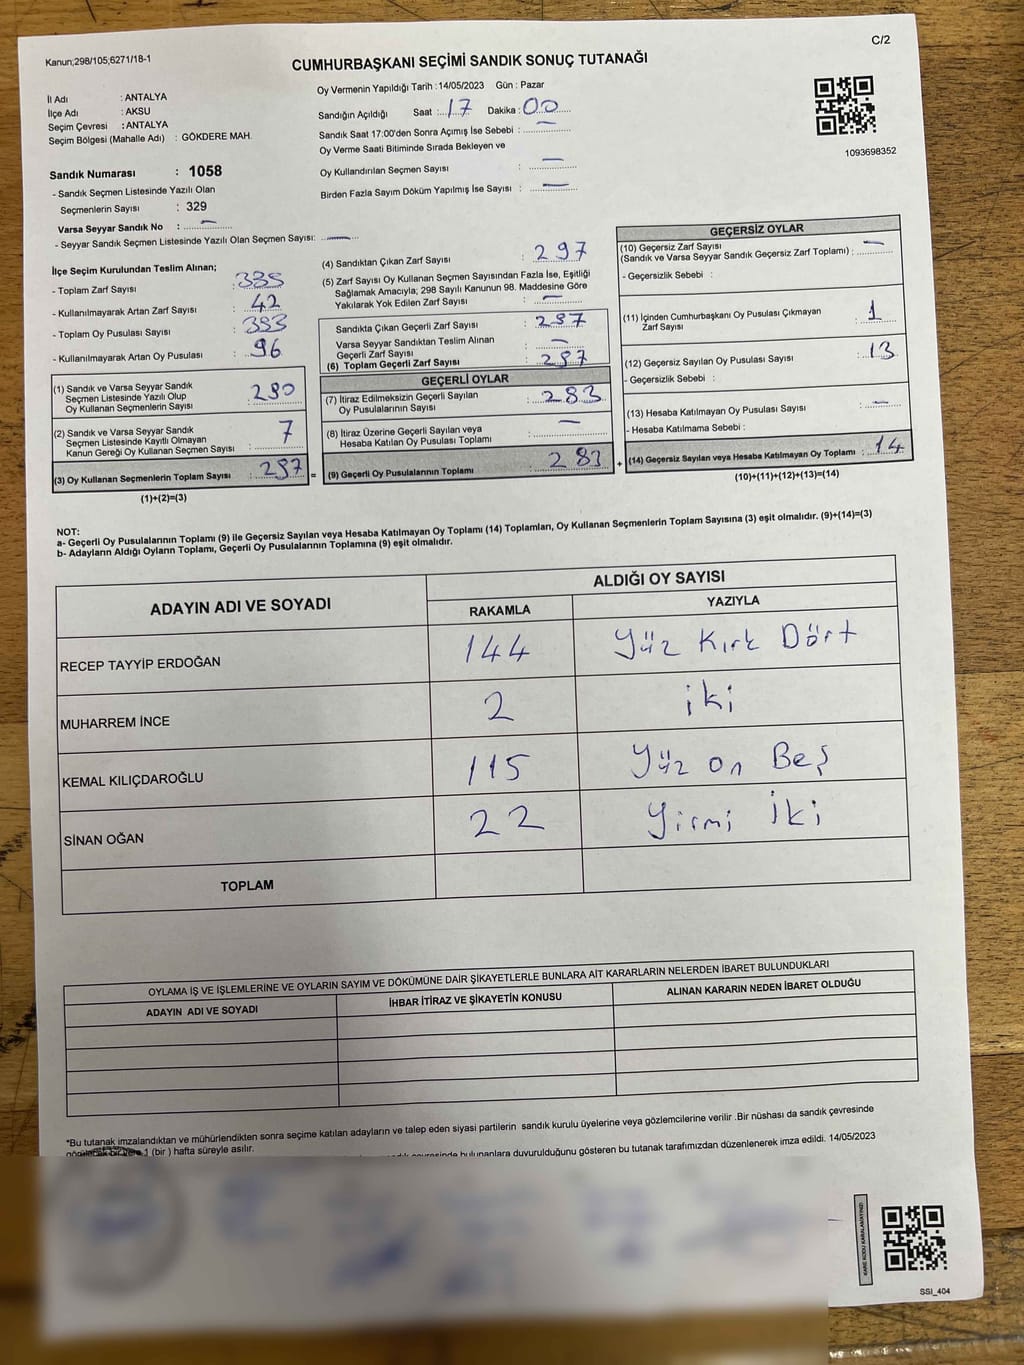 Kanun;298/105;6271/18-1
C/2
CUMHURBAŞKANI SEÇİMİ SANDIK SONUÇ TUTANAĞI
İl Adı : ANTALYA
İlçe Adı : AKSU
Seçim Çevresi : ANTALYA
Seçim Bölgesi (Mahalle Adı) : GÖKDERE MAH.
Oy Vermenin Yapıldığı Tarih : 14/05/2023 Gün : Pazar
Sandığın Açıldığı Saat : 17 Dakika : 00
Sandık Saat 17:00'den Sonra Açımış İse Sebebi : —
Oy Verme Saati Bitiminde Sırada Bekleyen ve
Oy Kullandırılan Seçmen Sayısı : —
Birden Fazla Sayım Döküm Yapılmış İse Sayısı : —
1093698352
Sandık Numarası : 1058
- Sandık Seçmen Listesinde Yazılı Olan
Seçmenlerin Sayısı : 329
Varsa Seyyar Sandık No : —
- Seyyar Sandık Seçmen Listesinde Yazılı Olan Seçmen Sayısı: —
İlçe Seçim Kurulundan Teslim Alınan;
- Toplam Zarf Sayısı :
- Kullanılmayarak Artan Zarf Sayısı : 42
- Toplam Oy Pusulası Sayısı :
- Kullanılmayarak Artan Oy Pusulası : 96
(1) Sandık ve Varsa Seyyar Sandık
Seçmen Listesinde Yazılı Olup
Oy Kullanan Seçmenlerin Sayısı : 290
(2) Sandık ve Varsa Seyyar Sandık
Seçmen Listesinde Kayıtlı Olmayan
Kanun Gereği Oy Kullanan Seçmen Sayısı : 7
(3) Oy Kullanan Seçmenlerin Toplam Sayısı : 297 =
(1)+(2)=(3)
(4) Sandıktan Çıkan Zarf Sayısı : 297
(5) Zarf Sayısı Oy Kullanan Seçmen Sayısından Fazla İse, Eşitliği
Sağlamak Amacıyla; 298 Sayılı Kanunun 98. Maddesine Göre
Yakılarak Yok Edilen Zarf Sayısı : —
Sandıkta Çıkan Geçerli Zarf Sayısı : 297
Varsa Seyyar Sandıktan Teslim Alınan
Geçerli Zarf Sayısı : —
(6) Toplam Geçerli Zarf Sayısı : 297
GEÇERLİ OYLAR
(7) İtiraz Edilmeksizin Geçerli Sayılan
Oy Pusulalarının Sayısı : 283
(8) İtiraz Üzerine Geçerli Sayılan veya
Hesaba Katılan Oy Pusulası Toplamı : —
(9) Geçerli Oy Pusulalarının Toplamı : 283 +
GEÇERSİZ OYLAR
(10) Geçersiz Zarf Sayısı
(Sandık ve Varsa Seyyar Sandık Geçersiz Zarf Toplamı) : —
- Geçersizlik Sebebi :
(11) İçinden Cumhurbaşkanı Oy Pusulası Çıkmayan
Zarf Sayısı : 1
(12) Geçersiz Sayılan Oy Pusulası Sayısı : 13
- Geçersizlik Sebebi :
(13) Hesaba Katılmayan Oy Pusulası Sayısı : —
- Hesaba Katılmama Sebebi :
(14) Geçersiz Sayılan veya Hesaba Katılmayan Oy Toplamı : 14
(10)+(11)+(12)+(13)=(14)
NOT:
a- Geçerli Oy Pusulalarının Toplamı (9) ile Geçersiz Sayılan veya Hesaba Katılmayan Oy Toplamı (14) Toplamları, Oy Kullanan Seçmenlerin Toplam Sayısına (3) eşit olmalıdır. (9)+(14)=(3)
b- Adayların Aldığı Oyların Toplamı, Geçerli Oy Pusulalarının Toplamına (9) eşit olmalıdır.
ADAYIN ADI VE SOYADI
ALDIĞI OY SAYISI
RAKAMLA YAZIYLA
RECEP TAYYİP ERDOĞAN 144 Yüz Kırk Dört
MUHARREM İNCE 2 iki
KEMAL KILIÇDAROĞLU 115 Yüz on Beş
SİNAN OĞAN 22 Yirmi İki
TOPLAM
OYLAMA İŞ VE İŞLEMLERİNE VE OYLARIN SAYIM VE DÖKÜMÜNE DAİR ŞİKAYETLERLE BUNLARA AİT KARARLARIN NELERDEN İBARET BULUNDUKLARI
ADAYIN ADI VE SOYADI İHBAR İTİRAZ VE ŞİKAYETİN KONUSU ALINAN KARARIN NEDEN İBARET OLDUĞU
*Bu tutanak imzalandıktan ve mühürlendikten sonra seçime katılan adayların ve talep eden siyasi partilerin sandık kurulu üyelerine veya gözlemcilerine verilir .Bir nüshası da sandık çevresinde
görülecek bir yere 1 (bir ) hafta süreyle asılır.
sandık çevresinde bulunanlara duyurulduğunu gösteren bu tutanak tarafımızdan düzenlenerek imza edildi. 14/05/2023
KARE KODU KARALAMAYINIZ!
SSI_404